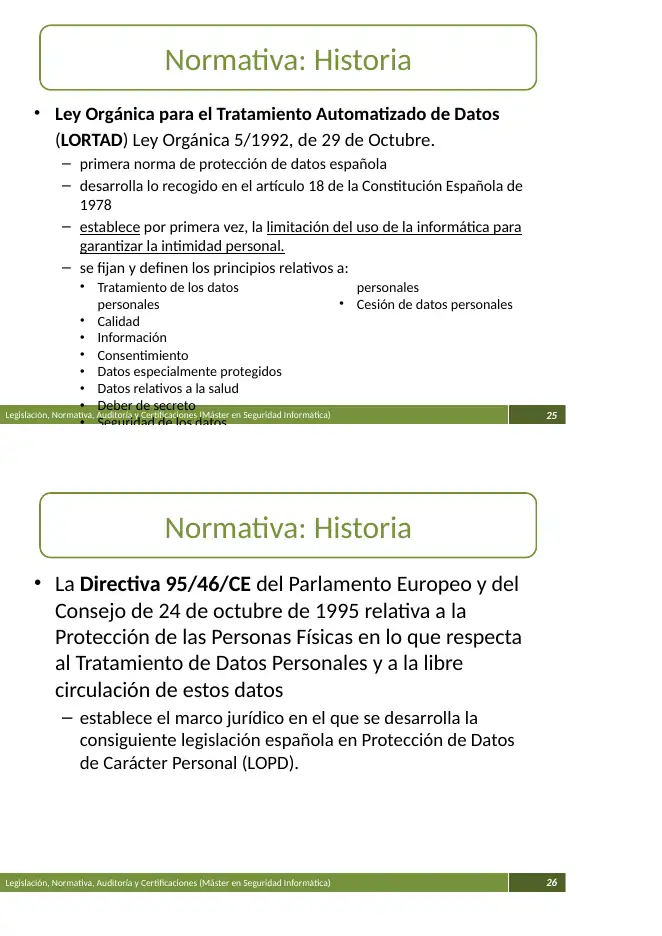 Normativa: Historia
• Ley Orgánica para el Tratamiento Automatizado de Datos
(LORTAD) Ley Orgánica 5/1992, de 29 de Octubre.
– primera norma de protección de datos española
– desarrolla lo recogido en el artículo 18 de la Constitución Española de
1978
– establece por primera vez, la limitación del uso de la informática para
garantizar la intimidad personal.
– se fijan y definen los principios relativos a:
• Tratamiento de los datos
personales
• Calidad
• Información
• Consentimiento
• Datos especialmente protegidos
• Datos relativos a la salud
• Deber de secreto
• Seguridad de los datos
personales
• Cesión de datos personales
Legislación, Normativa, Auditoría y Certificaciones (Máster en Seguridad Informática)
25
Normativa: Historia
• La Directiva 95/46/CE del Parlamento Europeo y del
Consejo de 24 de octubre de 1995 relativa a la
Protección de las Personas Físicas en lo que respecta
al Tratamiento de Datos Personales y a la libre
circulación de estos datos
– establece el marco jurídico en el que se desarrolla la
consiguiente legislación española en Protección de Datos
de Carácter Personal (LOPD).
Legislación, Normativa, Auditoría y Certificaciones (Máster en Seguridad Informática)
26